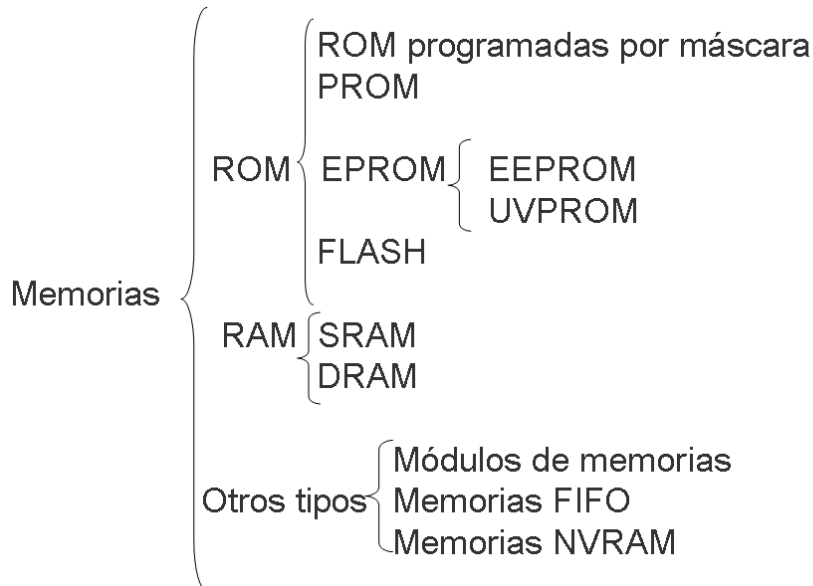 ROM programadas por máscara
PROM
ROM
EPROM
EEPROM
UVPROM
FLASH
Memorias
RAM
SRAM
DRAM
Otros tipos
Módulos de memorias
Memorias FIFO
Memorias NVRAM